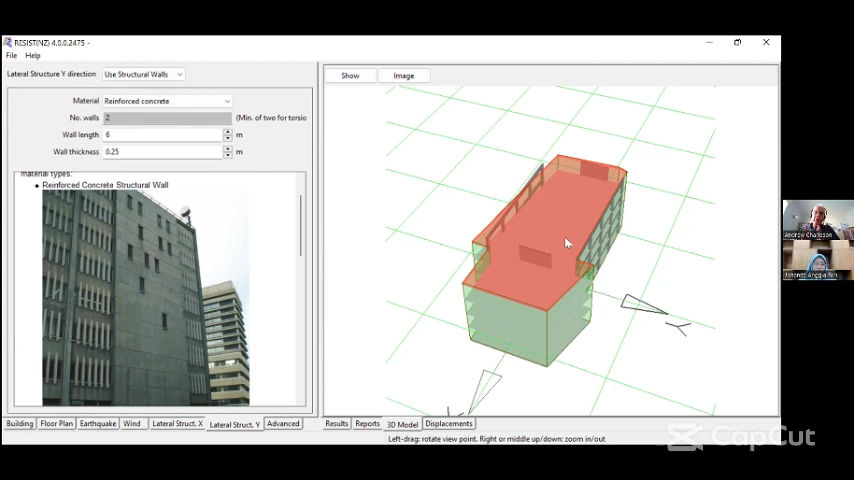 RESIST(NZ) 4.0.0.2475 -
File Help
Lateral Structure Y direction Use Structural Walls
Material Reinforced concrete
No. walls 2 (Min. of two for torsio
Wall length 6 m
Wall thickness 0.25 m
material types:
• Reinforced Concrete Structural Wall
Building Floor Plan Earthquake Wind Lateral Struct. X Lateral Struct. Y Advanced
Show Image
Y
Results Reports 3D Model Displacements
Left-drag: rotate view point. Right or middle up/down: zoom in/out
Andrew Charleson
CapCut